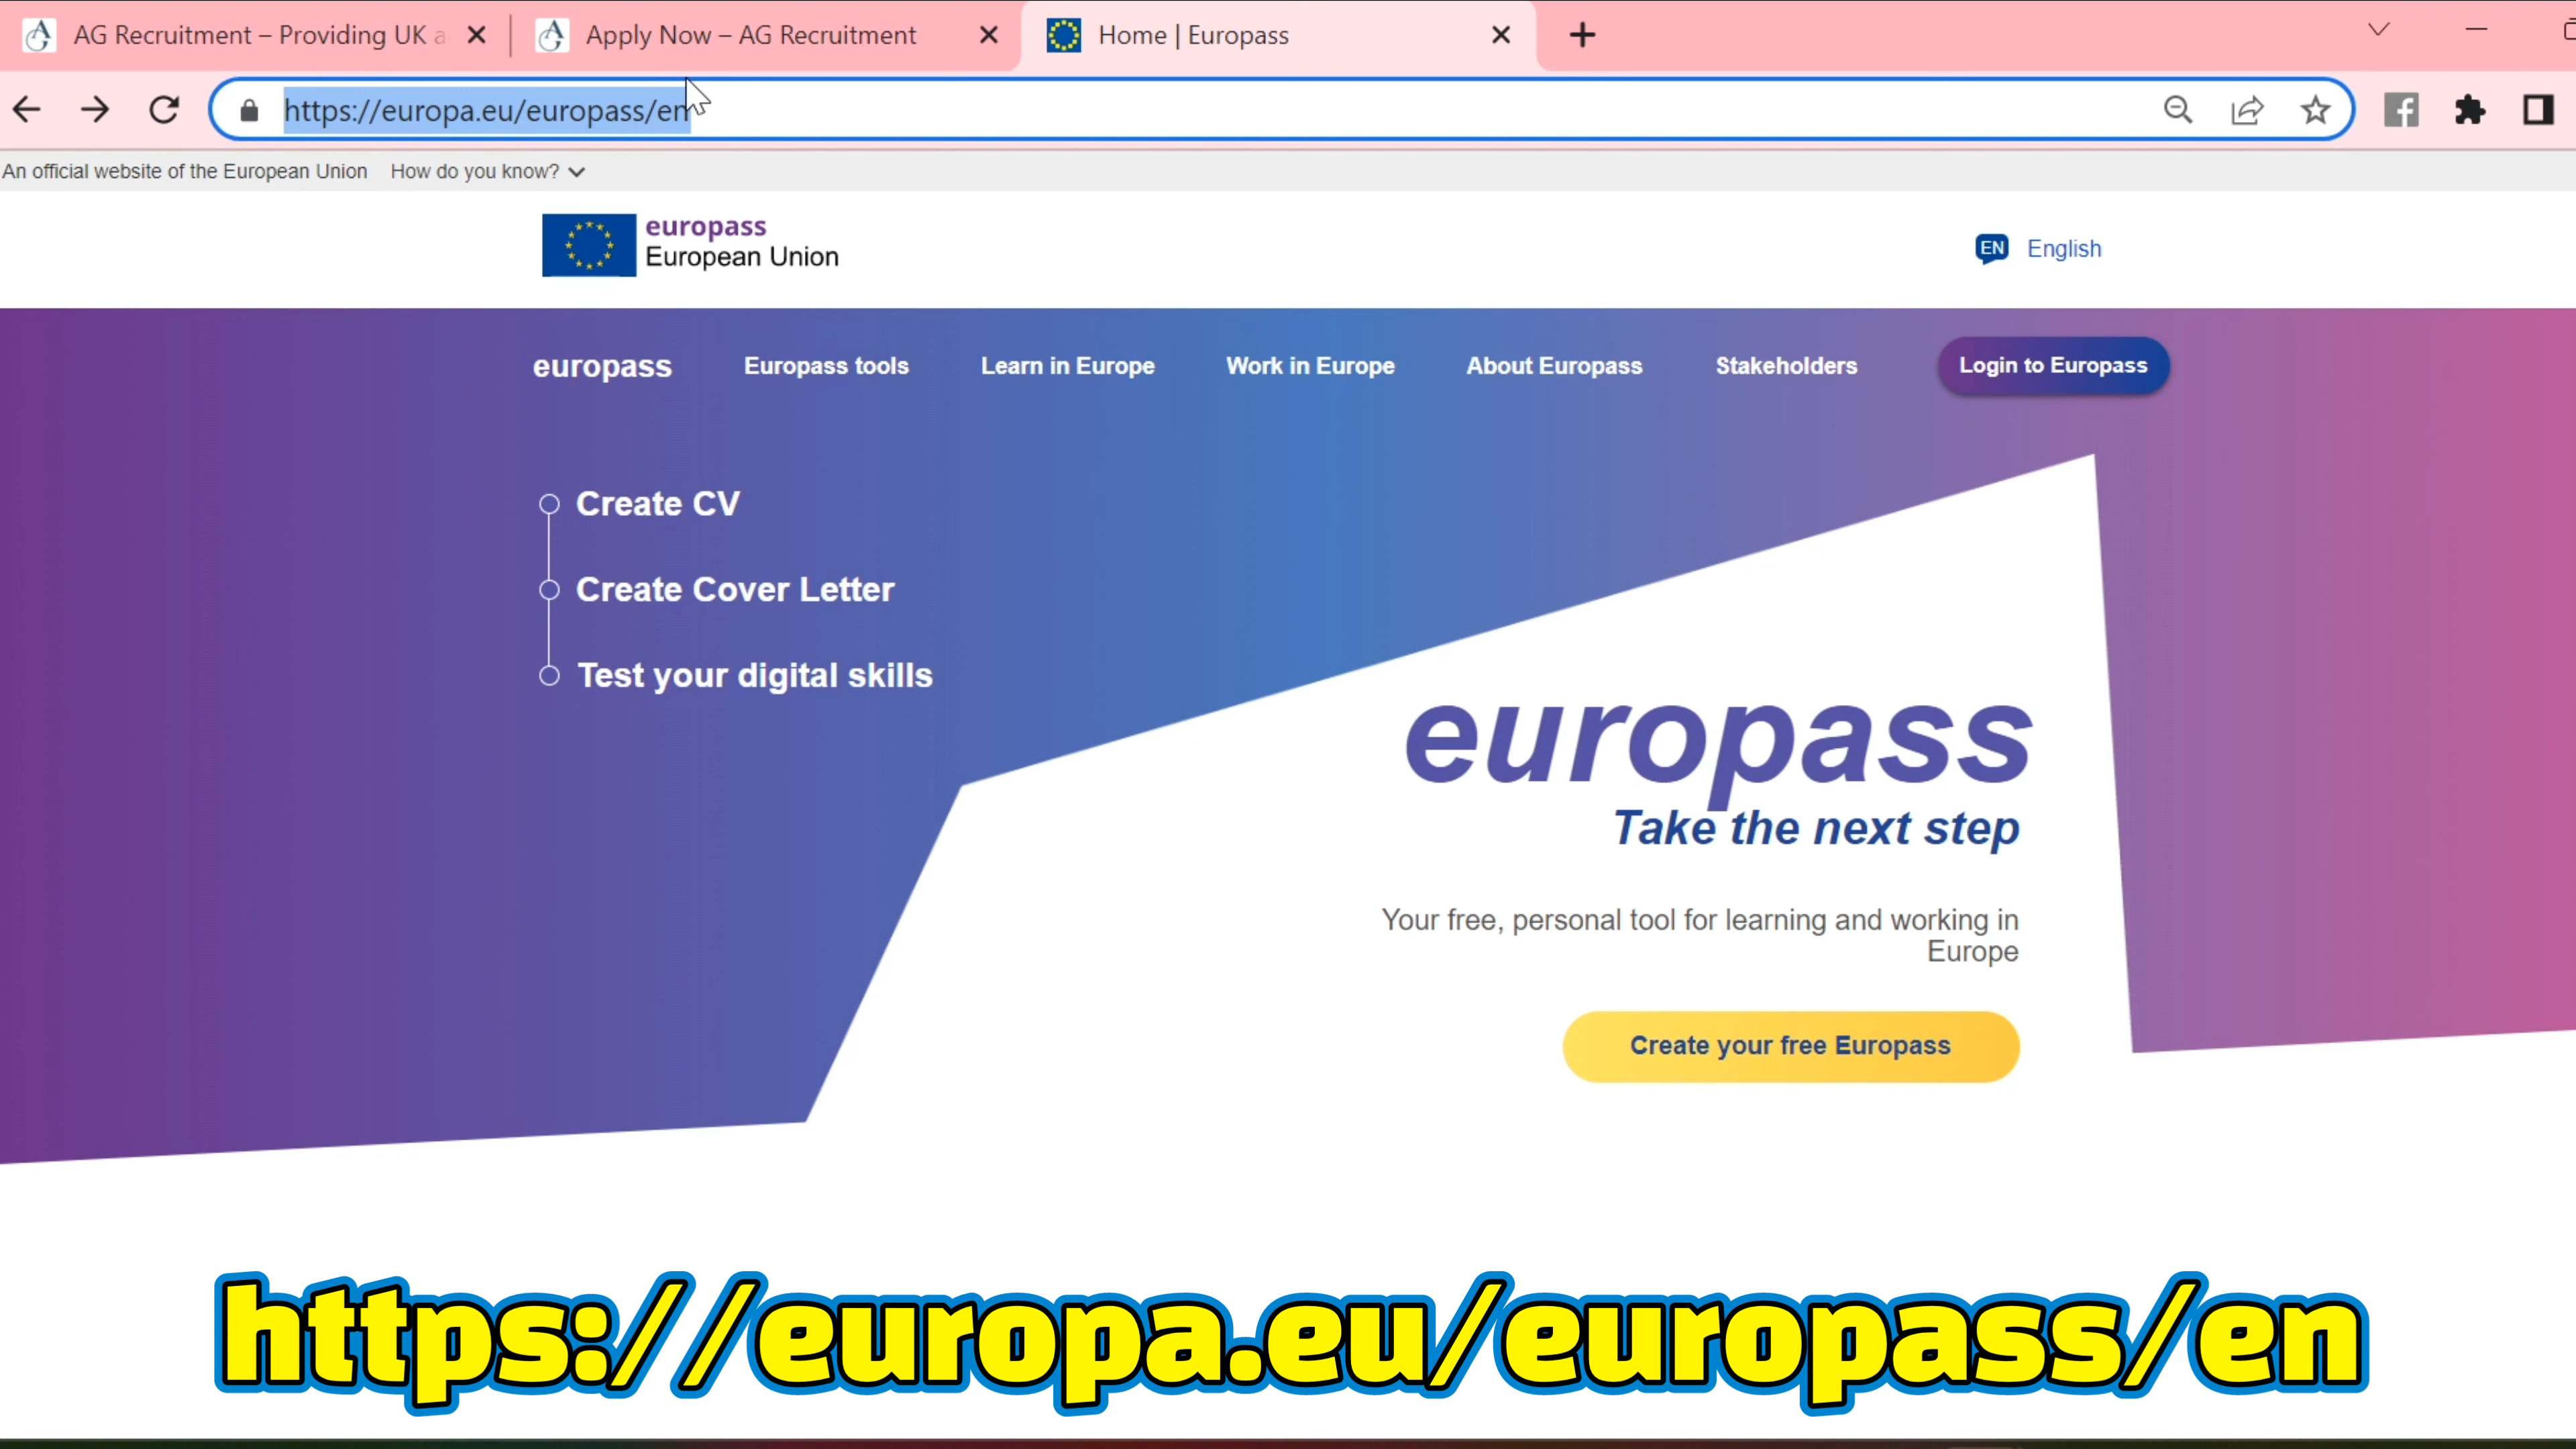 AG Recruitment – Providing UK a
Apply Now – AG Recruitment
Home | Europass
https://europa.eu/europass/en
An official website of the European Union How do you know?
europass
European Union
EN English
europass Europass tools Learn in Europe Work in Europe About Europass Stakeholders Login to Europass
Create CV
Create Cover Letter
Test your digital skills
europass
Take the next step
Your free, personal tool for learning and working in
Europe
Create your free Europass
https://europa.eu/europass/en